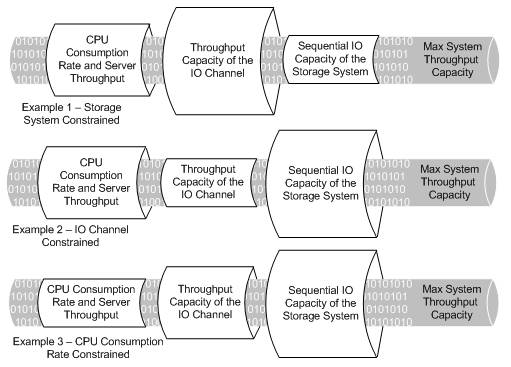 CPU
Consumption
Rate and Server
Throughput
Throughput
Capacity of the
IO Channel
Sequential IO
Capacity of the
Storage System
Max System
Throughput
Capacity
Example 1 – Storage
System Constrained
CPU
Consumption
Rate and Server
Throughput
Throughput
Capacity of the
IO Channel
Sequential IO
Capacity of the
Storage System
Max System
Throughput
Capacity
Example 2 – IO Channel
Constrained
CPU Consumption
Rate and Server
Throughput
Throughput
Capacity of the
IO Channel
Sequential IO
Capacity of the
Storage System
Max System
Throughput
Capacity
Example 3 – CPU Consumption
Rate Constrained